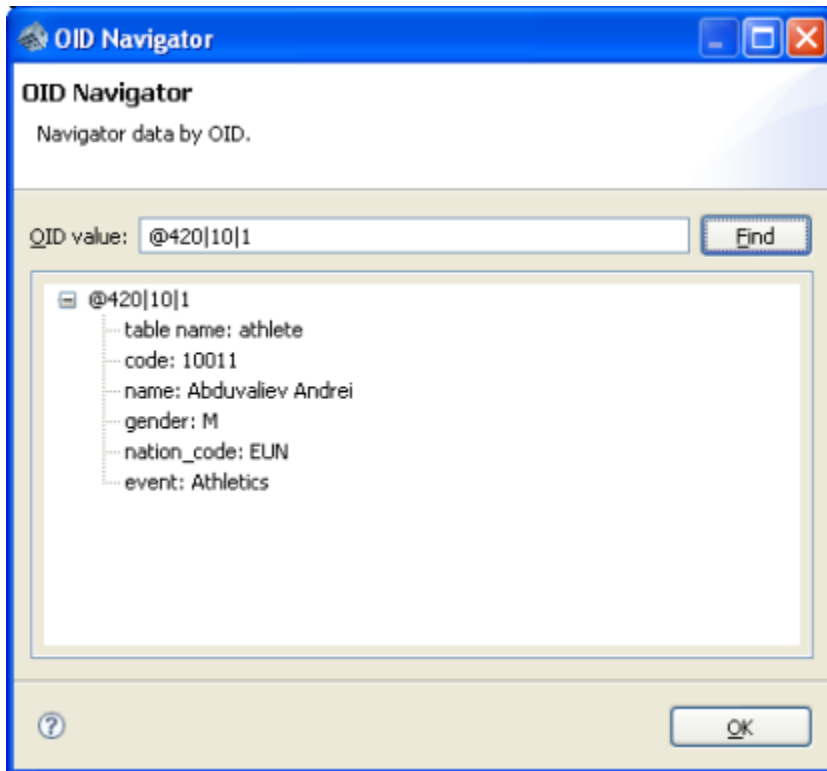 OID Navigator
OID Navigator
Navigator data by OID.
OID value: @420|10|1 Find
@420|10|1
table name: athlete
code: 10011
name: Abduvaliev Andrei
gender: M
nation_code: EUN
event: Athletics
? OK